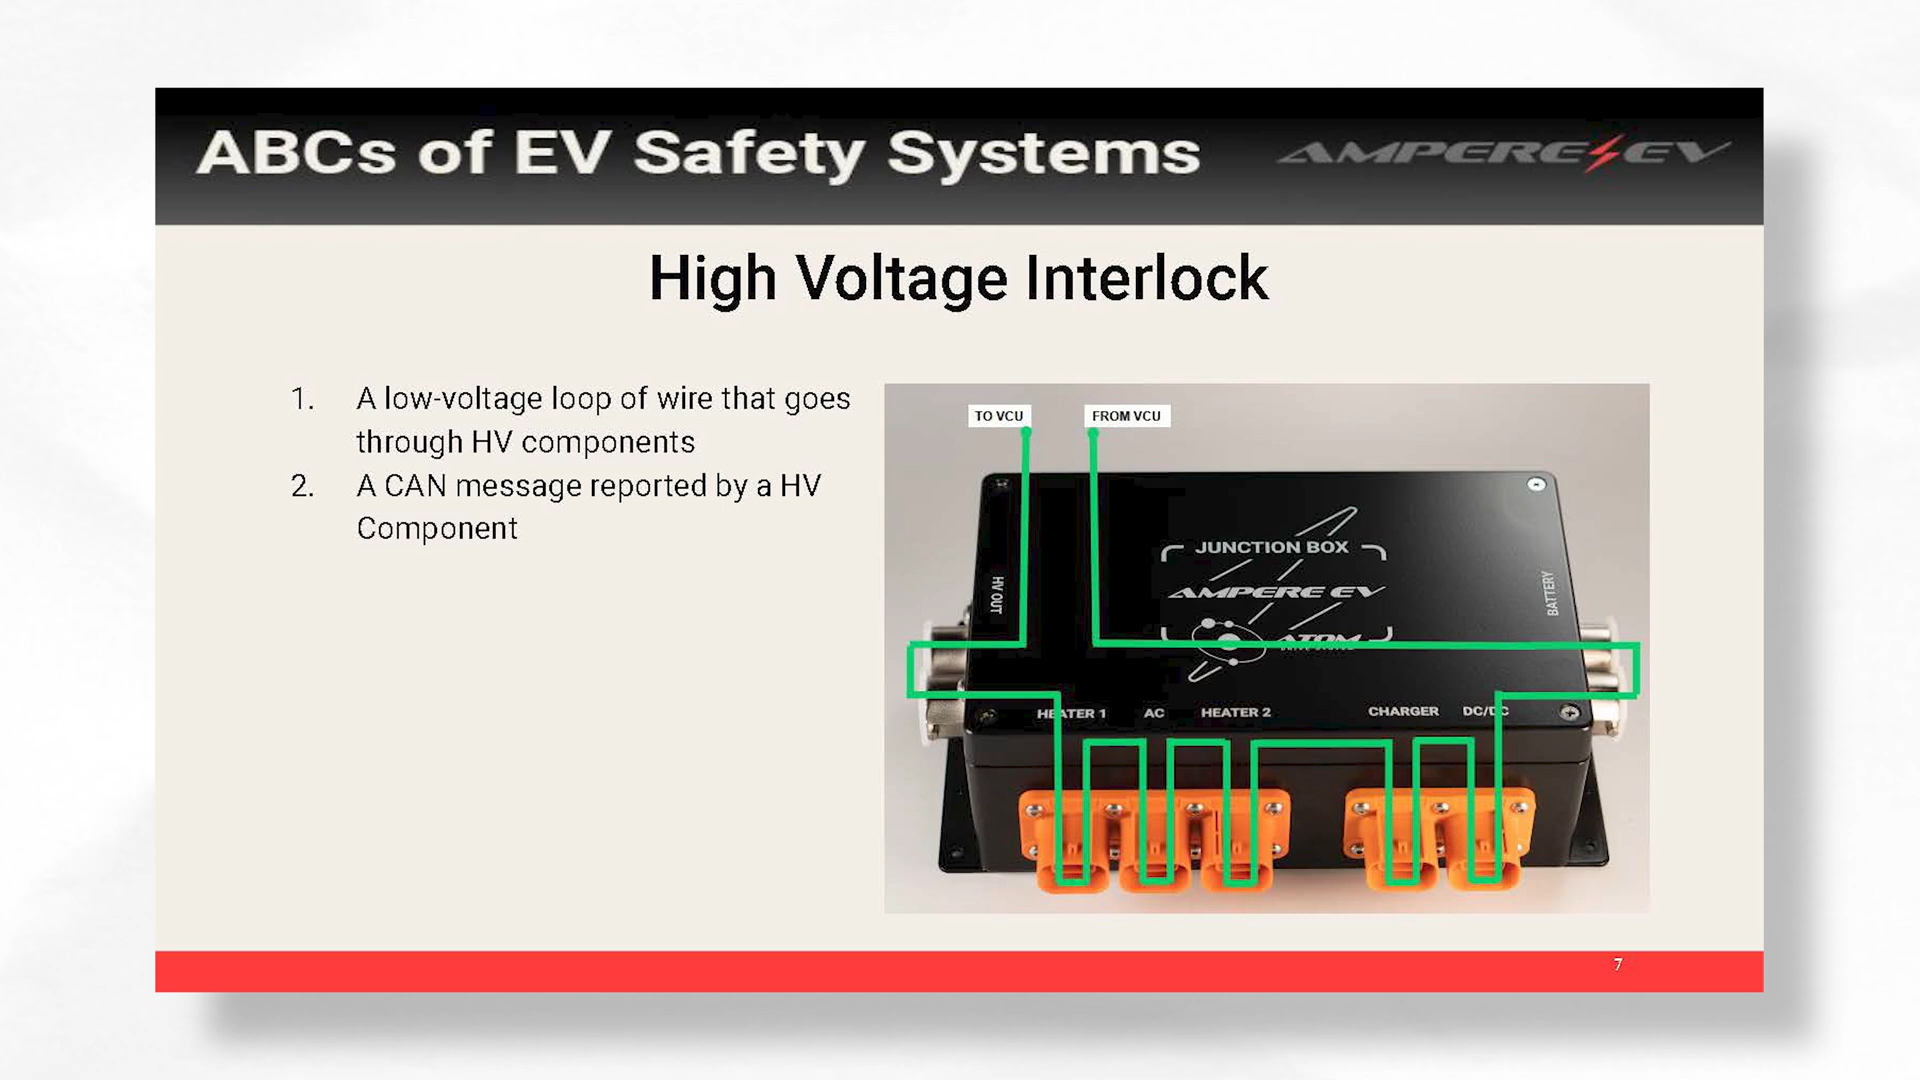 ABCs of EV Safety Systems
AMPERE EV
High Voltage Interlock
1. A low-voltage loop of wire that goes
through HV components
2. A CAN message reported by a HV
Component
TO VCU
FROM VCU
JUNCTION BOX
AMPERE EV
ATOM
HV OUT
BATTERY
HEATER 1
AC
HEATER 2
CHARGER
DC/DC
7